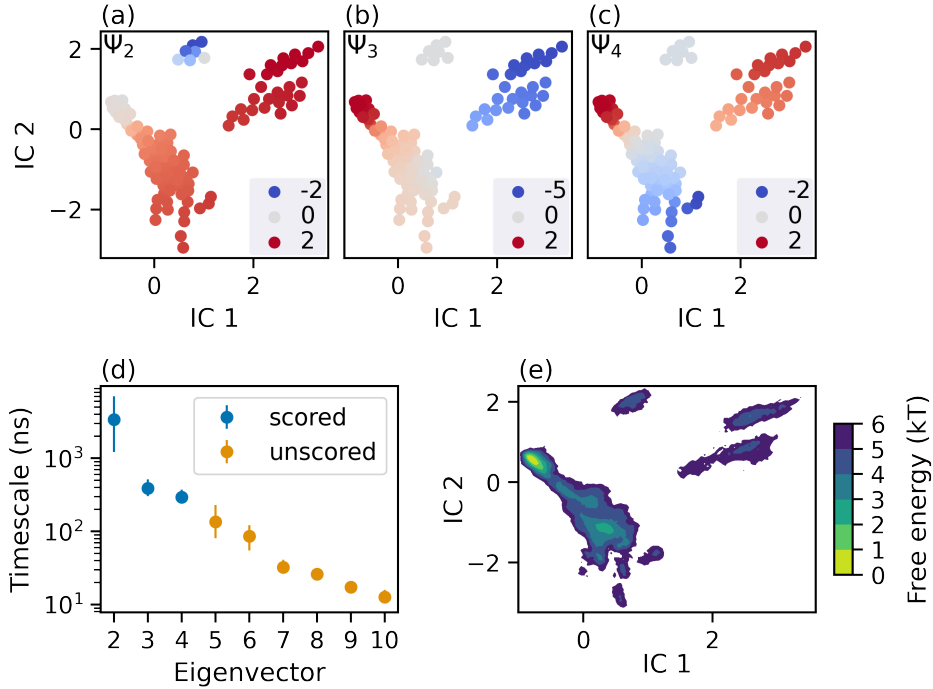 (a)
(b)
(c)
Ψ2
Ψ3
Ψ4
IC 2
2
0
−2
-2
0
2
-5
0
2
-2
0
2
0
2
0
2
0
2
IC 1
IC 1
IC 1
(d)
(e)
Timescale (ns)
10³
10²
10¹
scored
unscored
2 3 4 5 6 7 8 9 10
Eigenvector
IC 2
2
0
−2
0
2
IC 1
6
5
4
3
2
1
0
Free energy (kT)